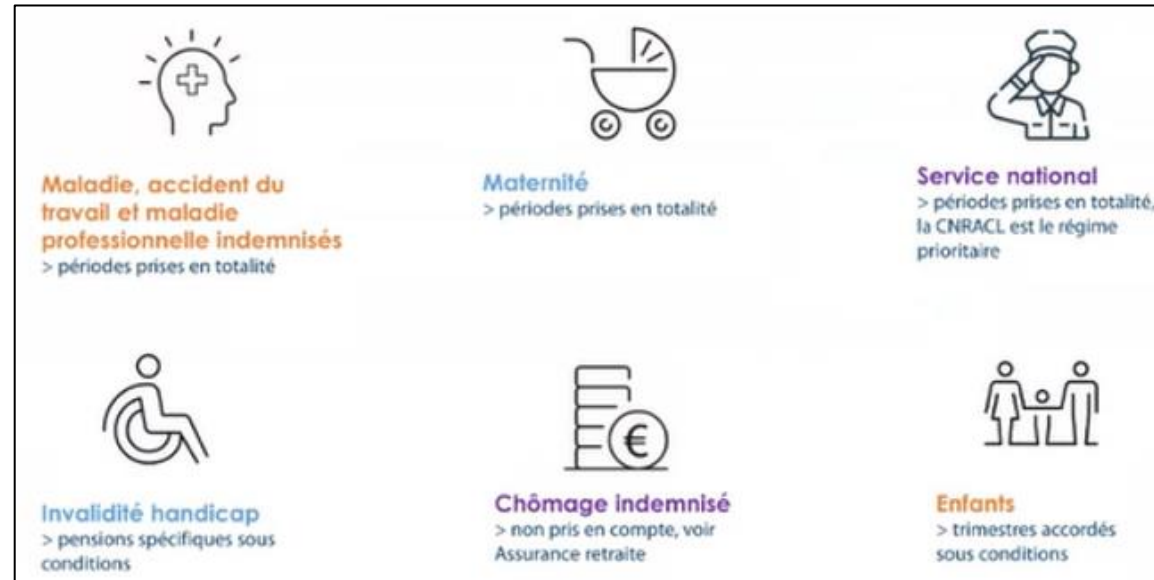 Maladie, accident du
travail et maladie
professionnelle indemnisés
> périodes prises en totalité
Maternité
> périodes prises en totalité
Service national
> périodes prises en totalité,
la CNRACL est le régime
prioritaire
Invalidité handicap
> pensions spécifiques sous
conditions
€
Chômage indemnisé
> non pris en compte, voir
Assurance retraite
Enfants
> trimestres accordés
sous conditions